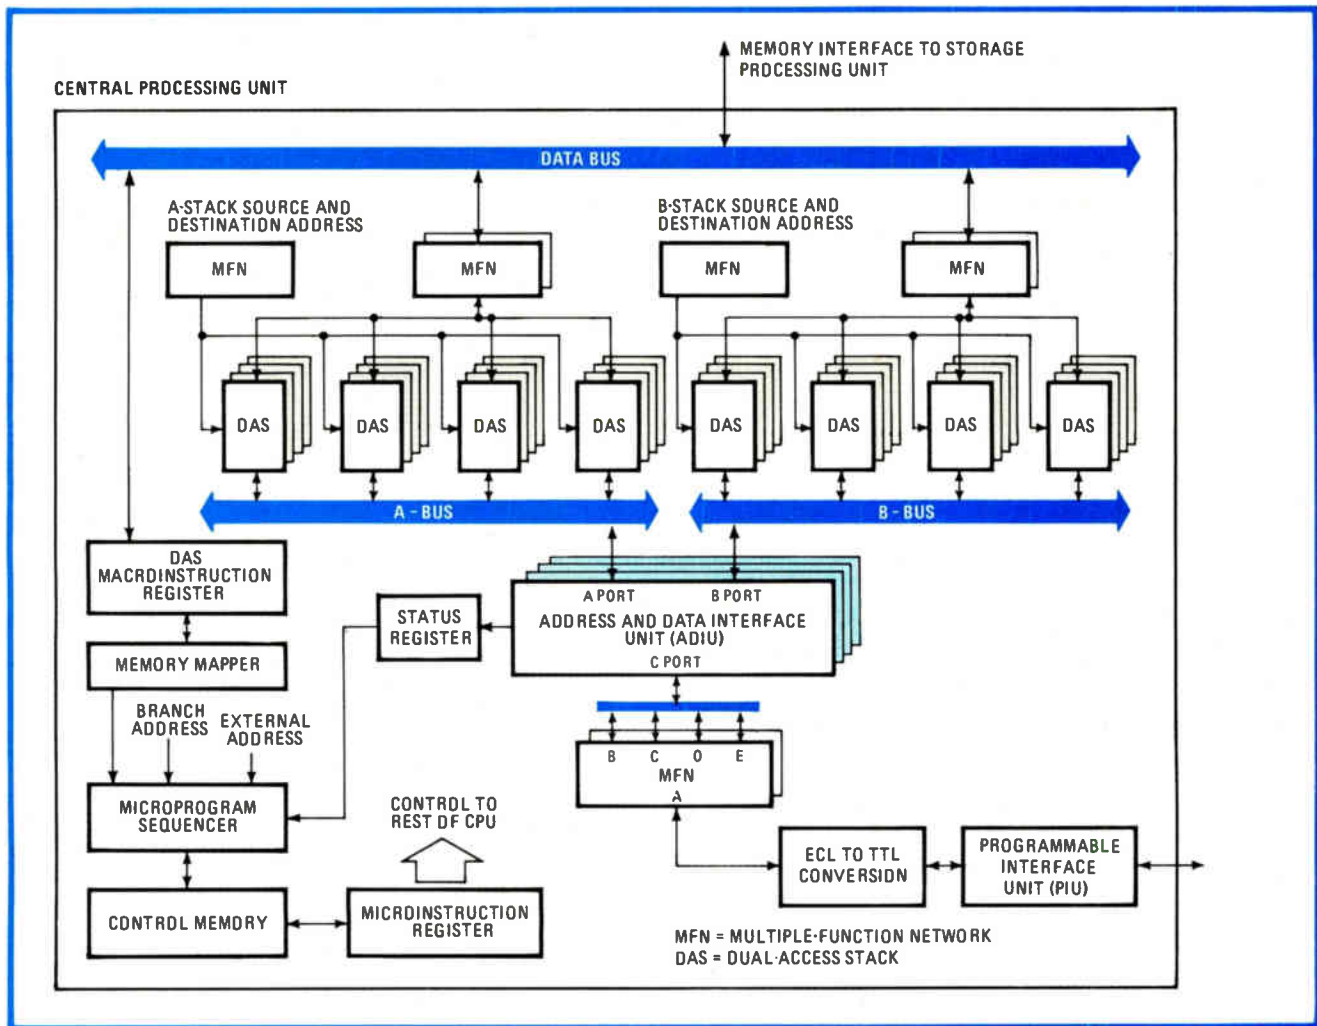 MEMORY INTERFACE TO STORAGE
PROCESSING UNIT
CENTRAL PROCESSING UNIT
DATA BUS
A-STACK SOURCE AND
DESTINATION ADDRESS
B-STACK SOURCE AND
DESTINATION ADDRESS
MFN
MFN
MFN
MFN
DAS
DAS
DAS
DAS
DAS
DAS
DAS
DAS
A - BUS
B - BUS
DAS
MACROINSTRUCTION
REGISTER
STATUS
REGISTER
A PORT
B PORT
ADDRESS AND DATA INTERFACE
UNIT (ADIU)
C PORT
MEMORY MAPPER
BRANCH
ADDRESS
EXTERNAL
ADDRESS
B C O E
MFN
A
MICROPROGRAM
SEQUENCER
CONTROL TO
REST OF CPU
ECL TO TTL
CONVERSION
PROGRAMMABLE
INTERFACE
UNIT (PIU)
CONTROL MEMORY
MICROINSTRUCTION
REGISTER
MFN = MULTIPLE-FUNCTION NETWORK
DAS = DUAL-ACCESS STACK